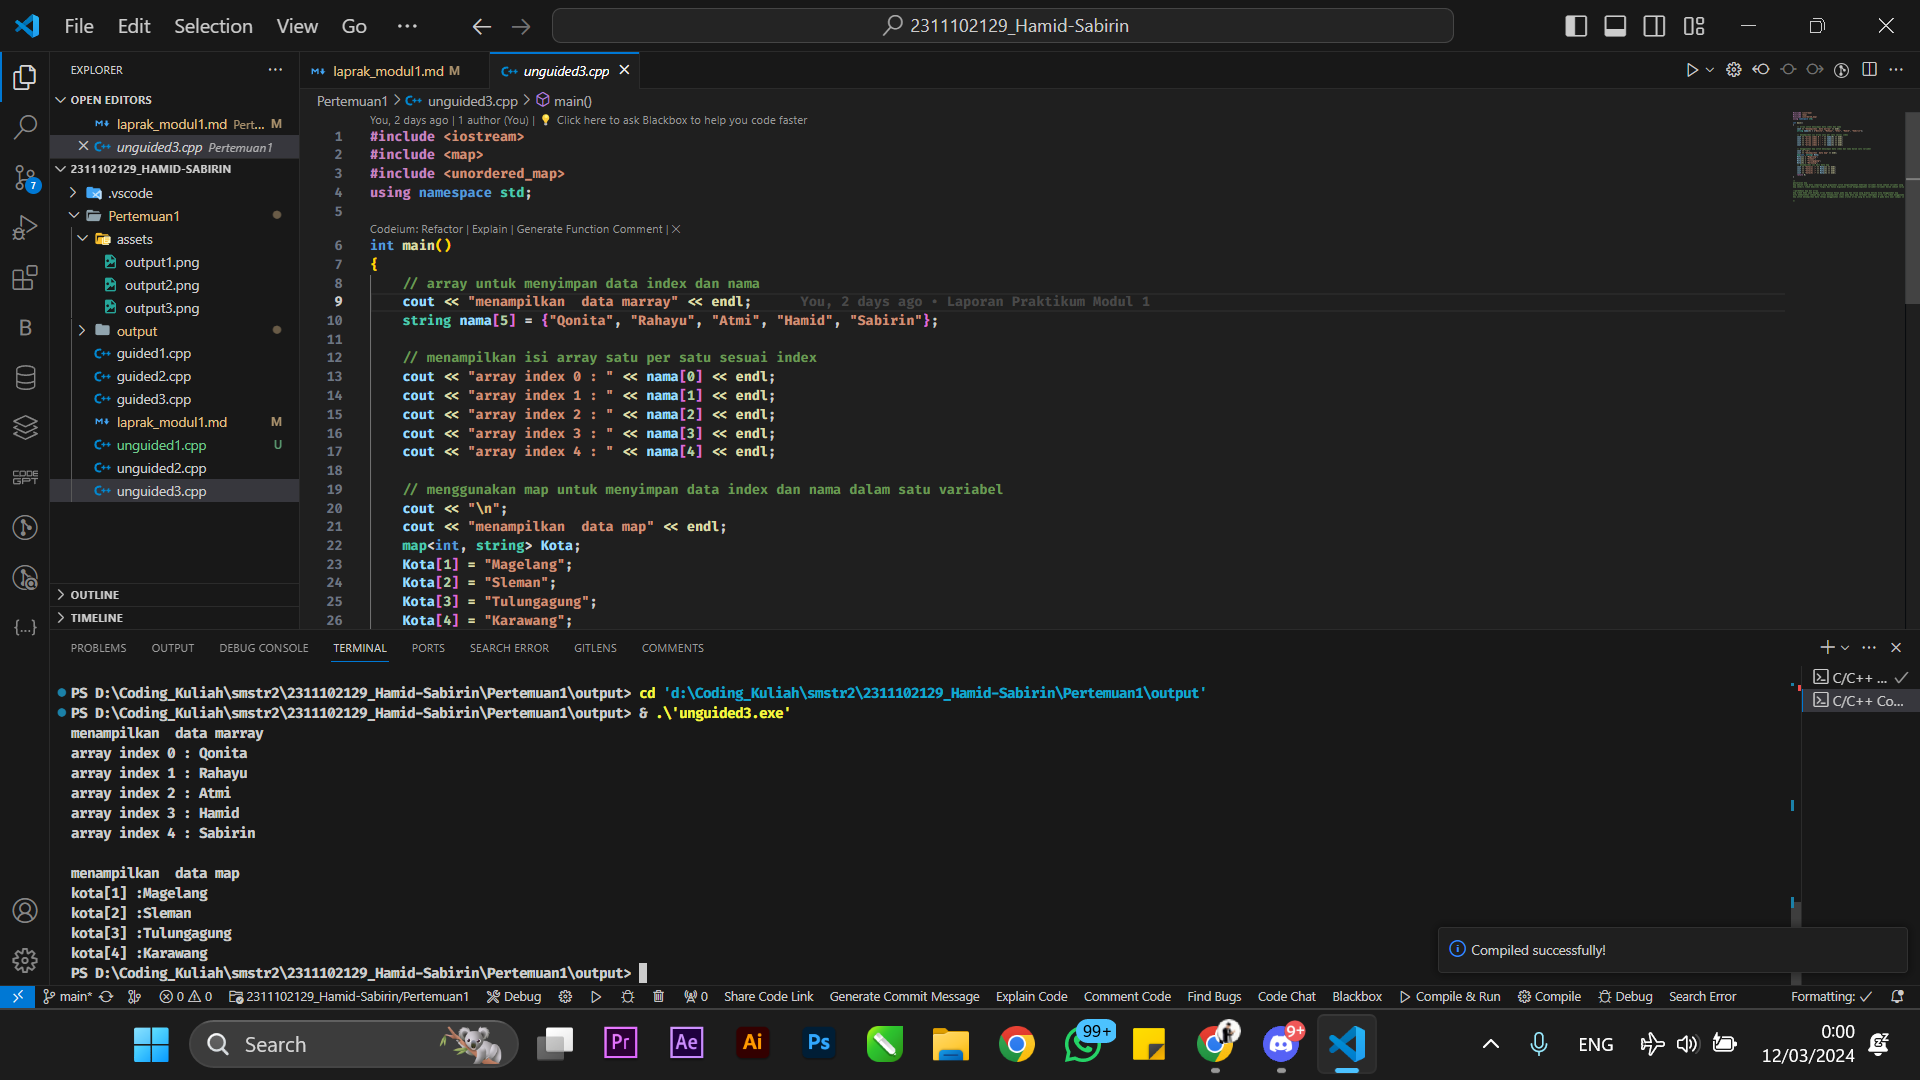 File Edit Selection View Go ··· 2311102129_Hamid-Sabirin
EXPLORER ···
OPEN EDITORS
laprak_modul1.md Pert... M
unguided3.cpp Pertemuan1
2311102129_HAMID-SABIRIN
.vscode
Pertemuan1
assets
output1.png
output2.png
output3.png
output
guided1.cpp
guided2.cpp
guided3.cpp
laprak_modul1.md M
unguided1.cpp U
unguided2.cpp
unguided3.cpp
OUTLINE
TIMELINE
7
B
CODE GPT
{...}
laprak_modul1.md M unguided3.cpp
Pertemuan1 > unguided3.cpp > main()
You, 2 days ago | 1 author (You) | Click here to ask Blackbox to help you code faster
1 #include <iostream>
2 #include <map>
3 #include <unordered_map>
4 using namespace std;
5
Codeium: Refactor | Explain | Generate Function Comment | X
6 int main()
7 {
8 // array untuk menyimpan data index dan nama
9 cout << "menampilkan  data marray" << endl; You, 2 days ago • Laporan Praktikum Modul 1
10 string nama[5] = {"Qonita", "Rahayu", "Atmi", "Hamid", "Sabirin"};
11
12 // menampilkan isi array satu per satu sesuai index
13 cout << "array index 0 : " << nama[0] << endl;
14 cout << "array index 1 : " << nama[1] << endl;
15 cout << "array index 2 : " << nama[2] << endl;
16 cout << "array index 3 : " << nama[3] << endl;
17 cout << "array index 4 : " << nama[4] << endl;
18
19 // menggunakan map untuk menyimpan data index dan nama dalam satu variabel
20 cout << "\n";
21 cout << "menampilkan  data map" << endl;
22 map<int, string> Kota;
23 Kota[1] = "Magelang";
24 Kota[2] = "Sleman";
25 Kota[3] = "Tulungagung";
26 Kota[4] = "Karawang";
PROBLEMS OUTPUT DEBUG CONSOLE TERMINAL PORTS SEARCH ERROR GITLENS COMMENTS
PS D:\Coding_Kuliah\smstr2\2311102129_Hamid-Sabirin\Pertemuan1\output> cd 'd:\Coding_Kuliah\smstr2\2311102129_Hamid-Sabirin\Pertemuan1\output'
PS D:\Coding_Kuliah\smstr2\2311102129_Hamid-Sabirin\Pertemuan1\output> & .\'unguided3.exe'
menampilkan  data marray
array index 0 : Qonita
array index 1 : Rahayu
array index 2 : Atmi
array index 3 : Hamid
array index 4 : Sabirin
menampilkan  data map
kota[1] :Magelang
kota[2] :Sleman
kota[3] :Tulungagung
kota[4] :Karawang
PS D:\Coding_Kuliah\smstr2\2311102129_Hamid-Sabirin\Pertemuan1\output>
C/C++ ...
C/C++ Co...
Compiled successfully!
main* 0 0 2311102129_Hamid-Sabirin/Pertemuan1 Debug 0 Share Code Link Generate Commit Message Explain Code Comment Code Find Bugs Code Chat Blackbox Compile & Run Compile Debug Search Error Formatting: ✓
Search Pr Ae Ai Ps 99+ 9+ ENG
0:00
12/03/2024